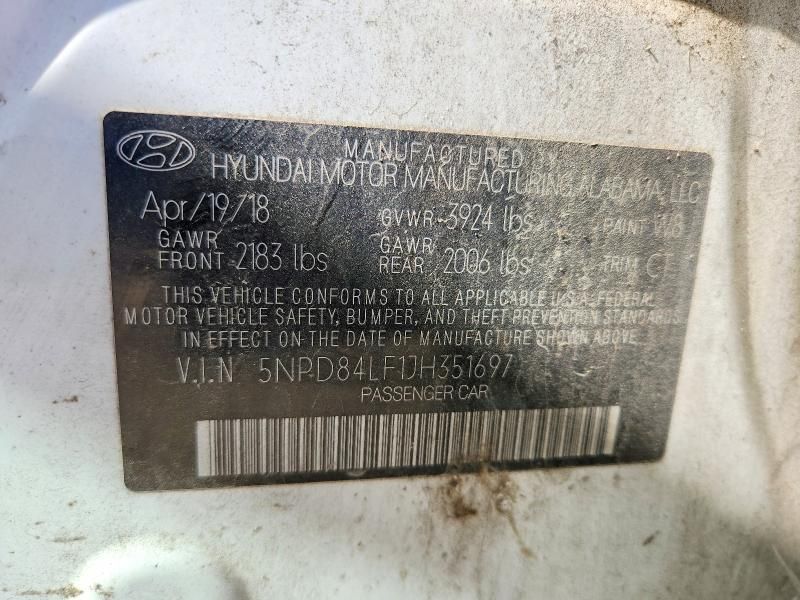 MANUFACTURED BY
HYUNDAI MOTOR MANUFACTURING ALABAMA, LLC
Apr/19/18 GVWR 3924 lbs PAINT W8
GAWR FRONT 2183 lbs GAWR REAR 2006 lbs TRIM
THIS VEHICLE CONFORMS TO ALL APPLICABLE U.S.A. FEDERAL
MOTOR VEHICLE SAFETY, BUMPER, AND THEFT PREVENTION STANDARDS
IN EFFECT ON THE DATE OF MANUFACTURE SHOWN ABOVE.
V.I.N 5NPD84LF1JH351697
PASSENGER CAR